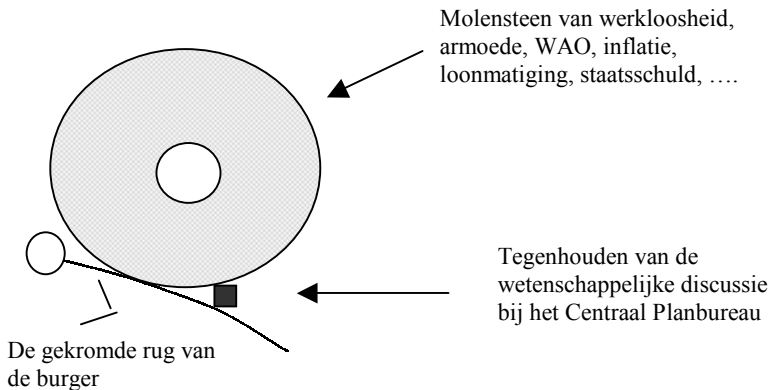 Molensteen van werkloosheid,
armoede, WAO, inflatie,
loonmatiging, staatsschuld, ….
Tegenhouden van de
wetenschappelijke discussie
bij het Centraal Planbureau
De gekromde rug van
de burger